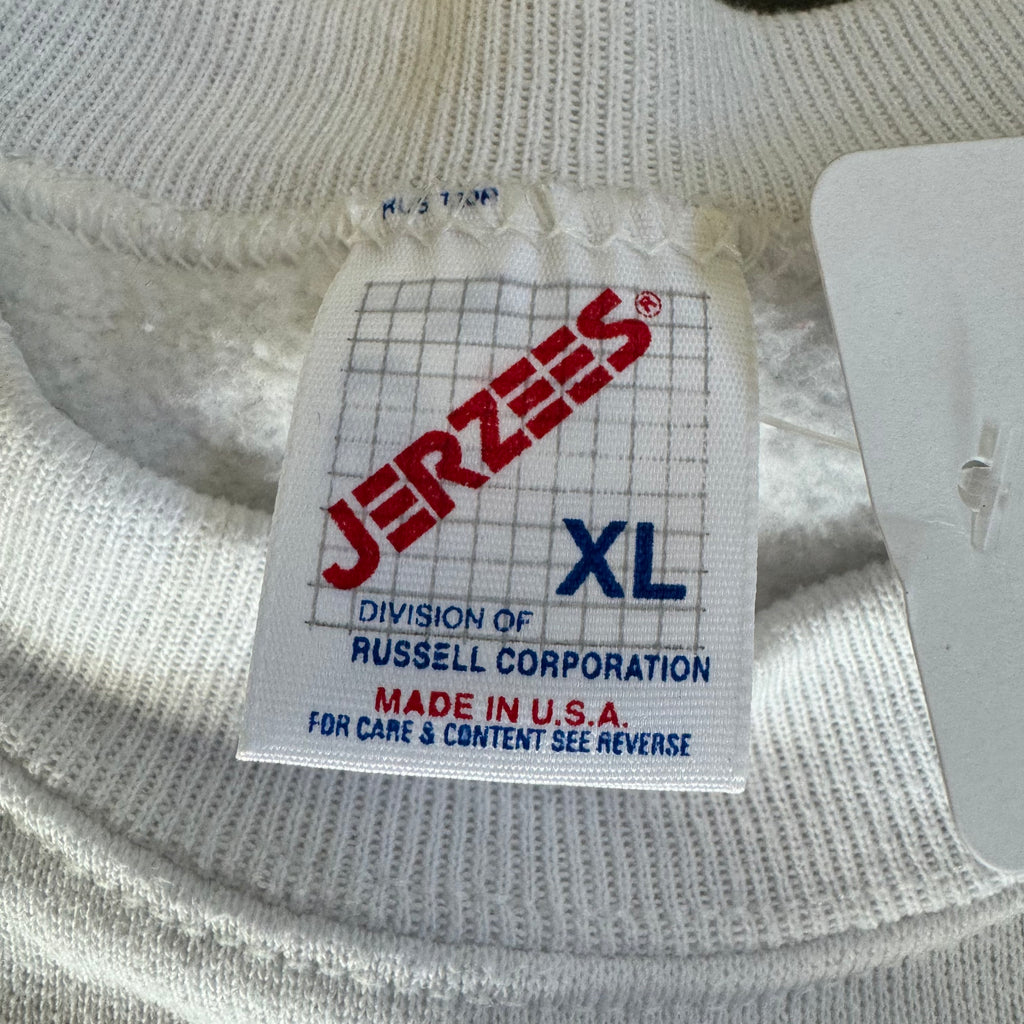 JERZEES®
XL
DIVISION OF
RUSSELL CORPORATION
MADE IN U.S.A.
FOR CARE & CONTENT SEE REVERSE